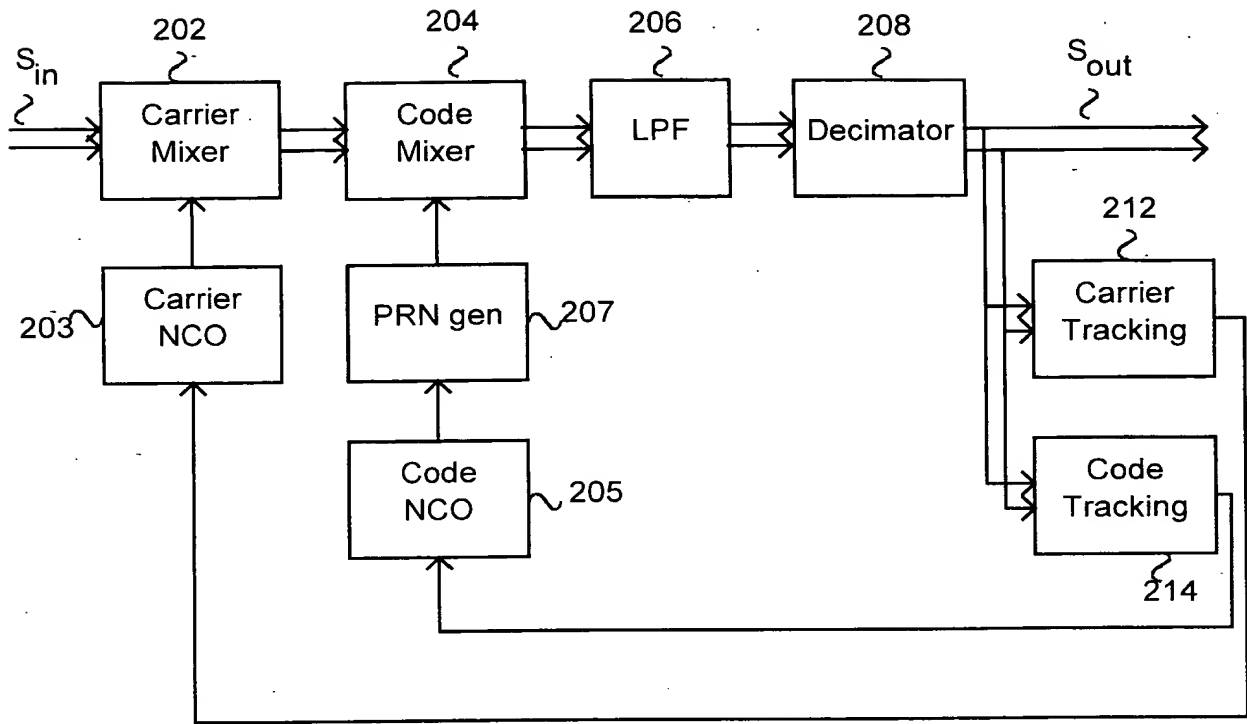 202
204
206
208
S_in
S_out
Carrier
Mixer
Code
Mixer
LPF
Decimator
212
203
Carrier
NCO
PRN gen
207
Carrier
Tracking
Code
NCO
205
Code
Tracking
214